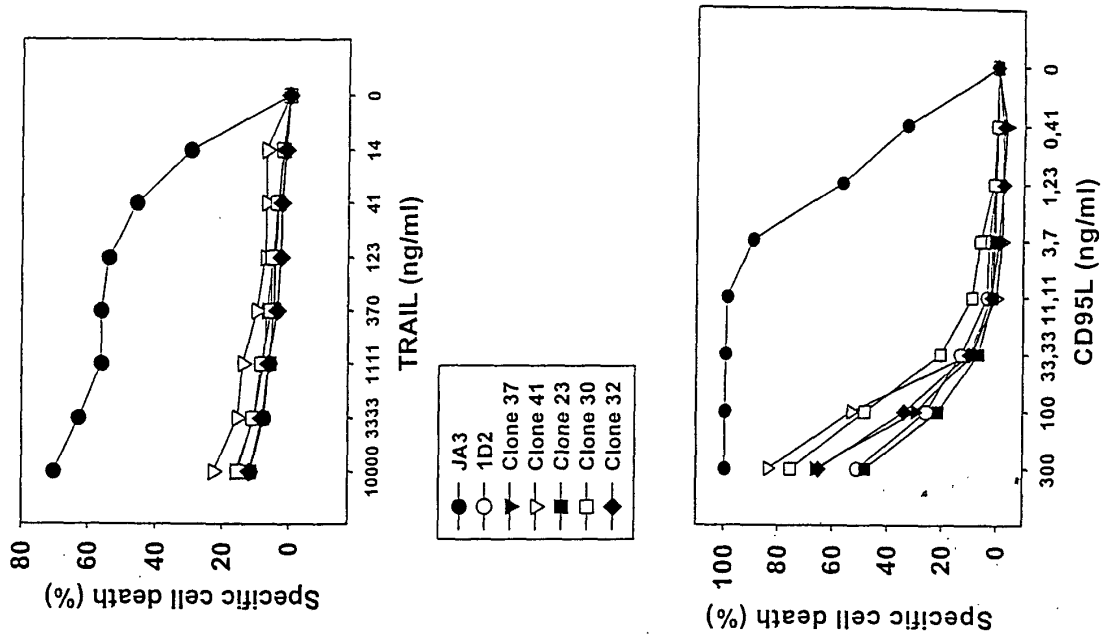 80
60
40
20
0
Specific cell death (%)
10000 3333 1111 370 123 41 14 0
TRAIL (ng/ml)
JA3
1D2
Clone 37
Clone 41
Clone 23
Clone 30
Clone 32
100
80
60
40
20
0
Specific cell death (%)
300 100 33,33 11,11 3,7 1,23 0,41 0
CD95L (ng/ml)